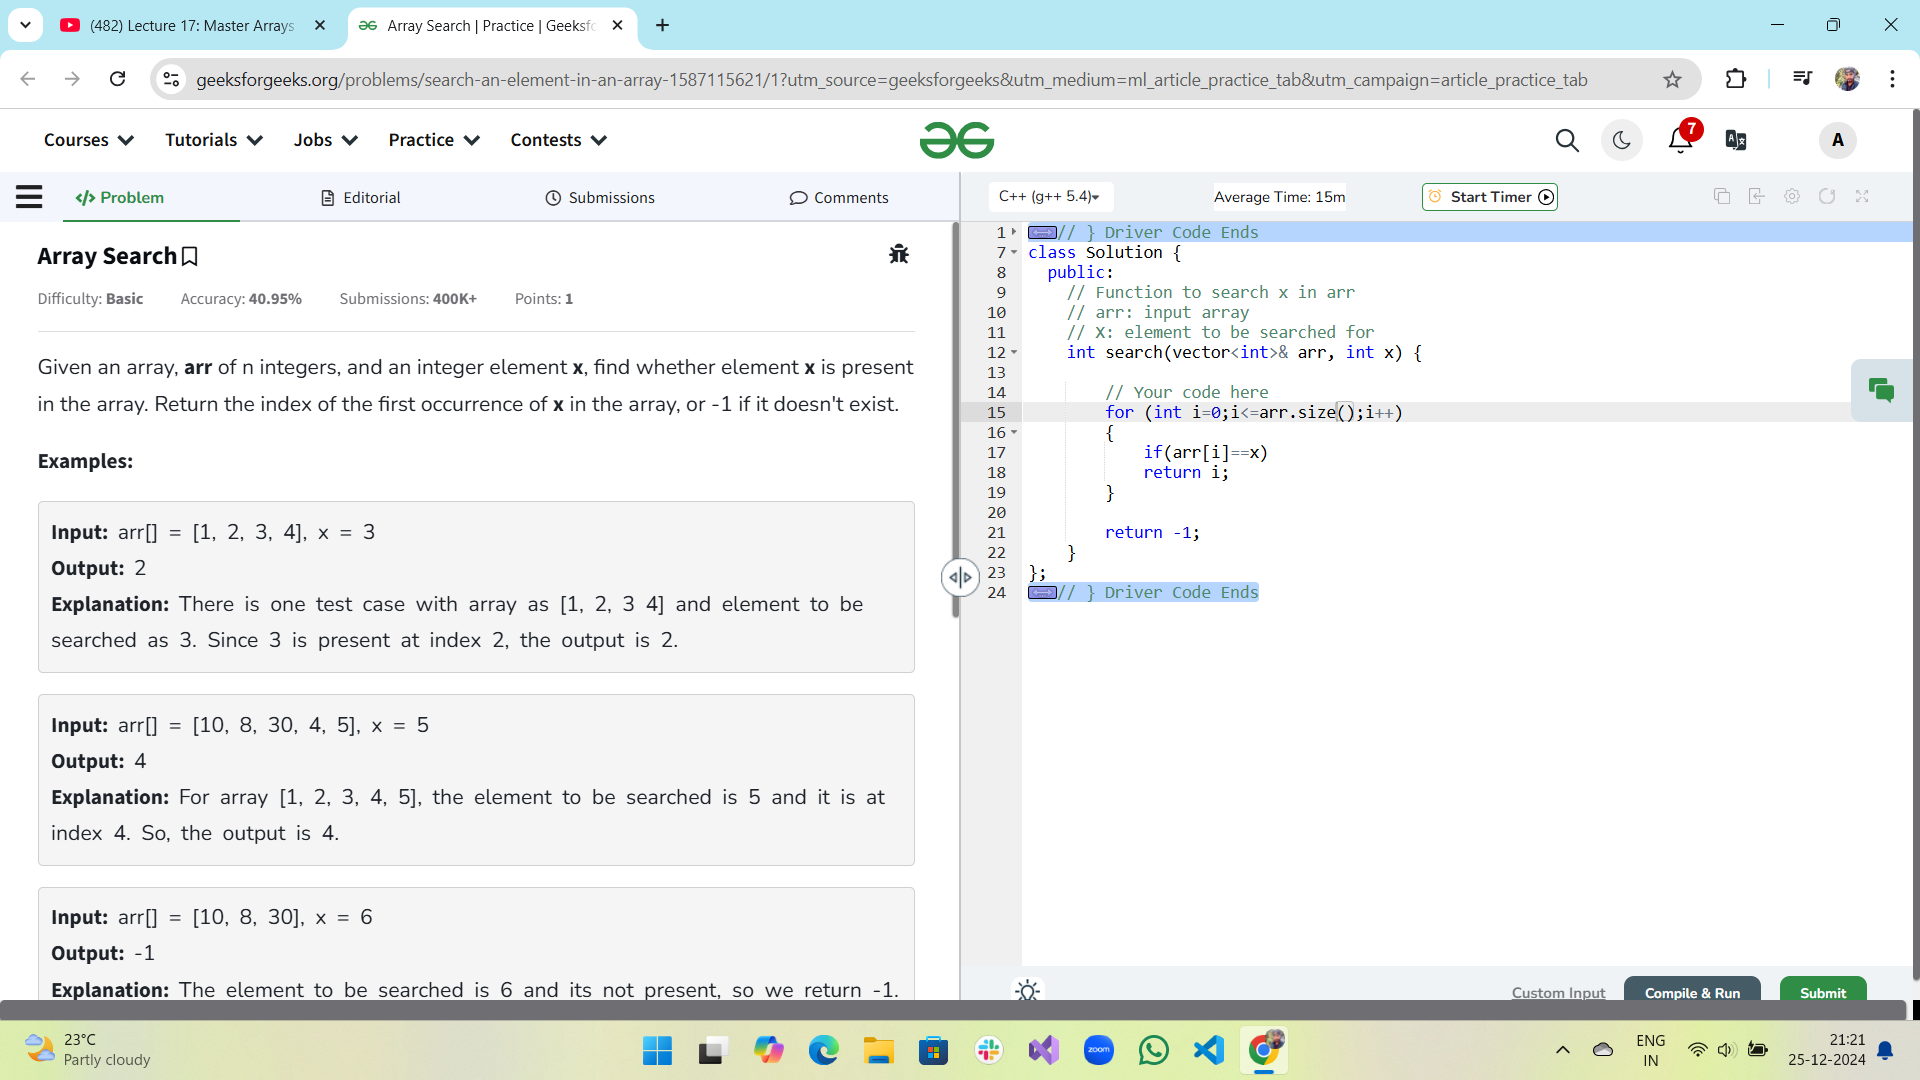 (482) Lecture 17: Master Arrays
Array Search | Practice | Geeksfo
geeksforgeeks.org/problems/search-an-element-in-an-array-1587115621/1?utm_source=geeksforgeeks&utm_medium=ml_article_practice_tab&utm_campaign=article_practice_tab
Courses Tutorials Jobs Practice Contests
7
A
Problem Editorial Submissions Comments
C++ (g++ 5.4) Average Time: 15m Start Timer
Array Search
Difficulty: Basic Accuracy: 40.95% Submissions: 400K+ Points: 1
Given an array, arr of n integers, and an integer element x, find whether element x is present
in the array. Return the index of the first occurrence of x in the array, or -1 if it doesn't exist.
Examples:
Input: arr[] = [1, 2, 3, 4], x = 3
Output: 2
Explanation: There is one test case with array as [1, 2, 3 4] and element to be
searched as 3. Since 3 is present at index 2, the output is 2.
Input: arr[] = [10, 8, 30, 4, 5], x = 5
Output: 4
Explanation: For array [1, 2, 3, 4, 5], the element to be searched is 5 and it is at
index 4. So, the output is 4.
Input: arr[] = [10, 8, 30], x = 6
Output: -1
Explanation: The element to be searched is 6 and its not present, so we return -1.
1 // } Driver Code Ends
7 class Solution {
8 public:
9 // Function to search x in arr
10 // arr: input array
11 // X: element to be searched for
12 int search(vector<int>& arr, int x) {
13
14 // Your code here
15 for (int i=0;i<=arr.size();i++)
16 {
17 if(arr[i]==x)
18 return i;
19 }
20
21 return -1;
22 }
23 };
24 // } Driver Code Ends
Custom Input Compile & Run Submit
23°C
Partly cloudy
zoom
ENG
IN
21:21
25-12-2024